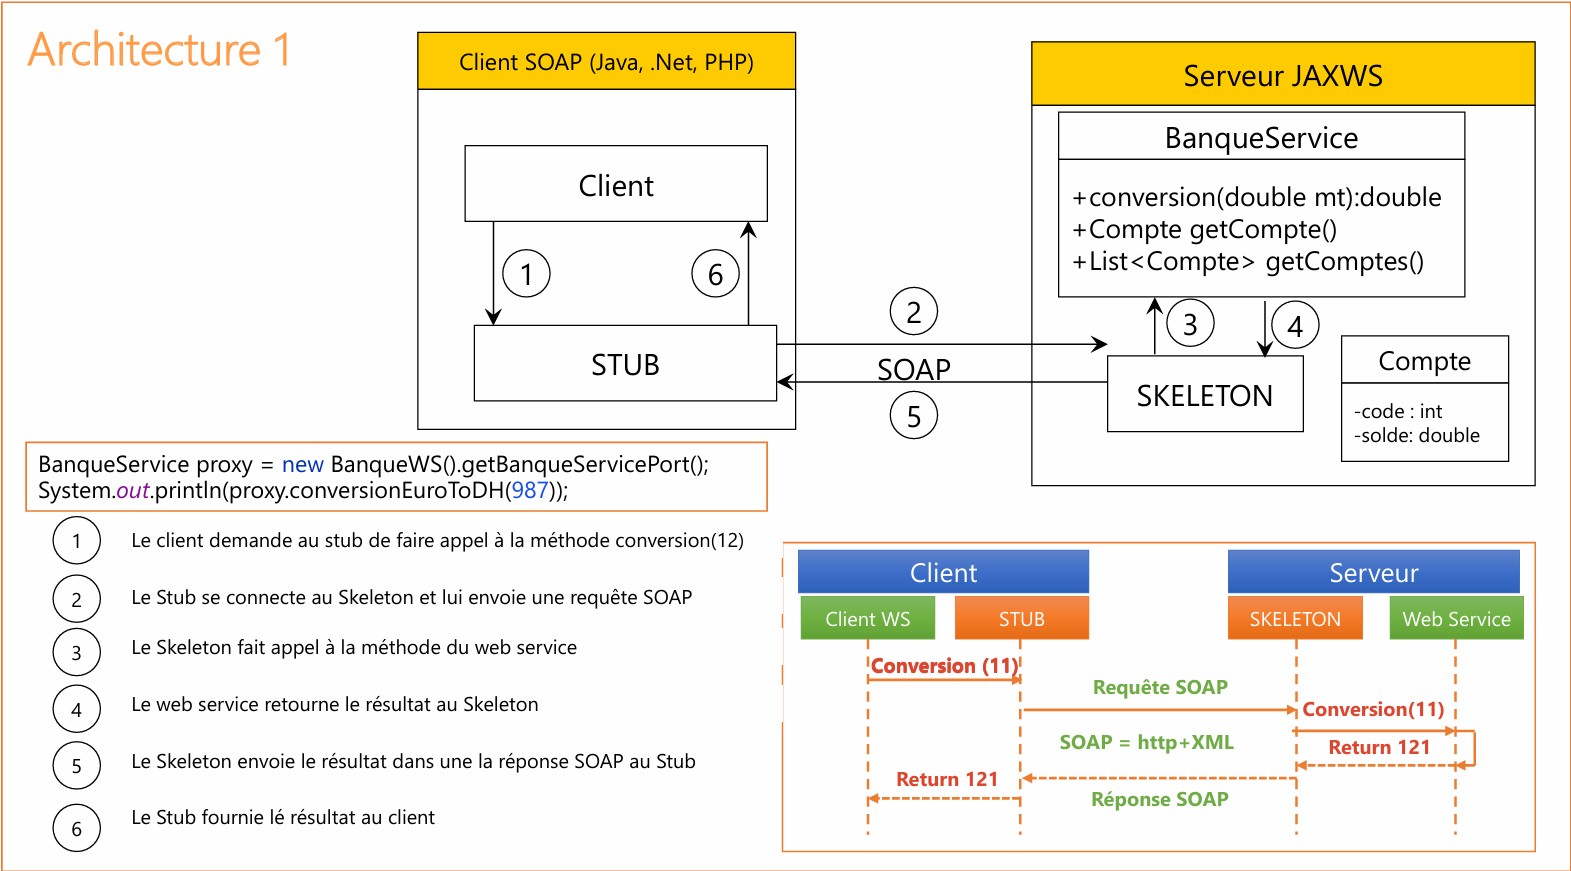 Architecture 1
Client SOAP (Java, .Net, PHP)
Client
1
6
STUB
2
SOAP
5
Serveur JAXWS
BanqueService
+conversion(double mt):double
+Compte getCompte()
+List<Compte> getComptes()
3
4
SKELETON
Compte
-code : int
-solde: double
BanqueService proxy = new BanqueWS().getBanqueServicePort();
System.out.println(proxy.conversionEuroToDH(987));
1 Le client demande au stub de faire appel à la méthode conversion(12)
2 Le Stub se connecte au Skeleton et lui envoie une requête SOAP
3 Le Skeleton fait appel à la méthode du web service
4 Le web service retourne le résultat au Skeleton
5 Le Skeleton envoie le résultat dans une la réponse SOAP au Stub
6 Le Stub fournie lé résultat au client
Client
Serveur
Client WS
STUB
SKELETON
Web Service
Conversion (11)
Requête SOAP
Conversion(11)
SOAP = http+XML
Return 121
Return 121
Réponse SOAP